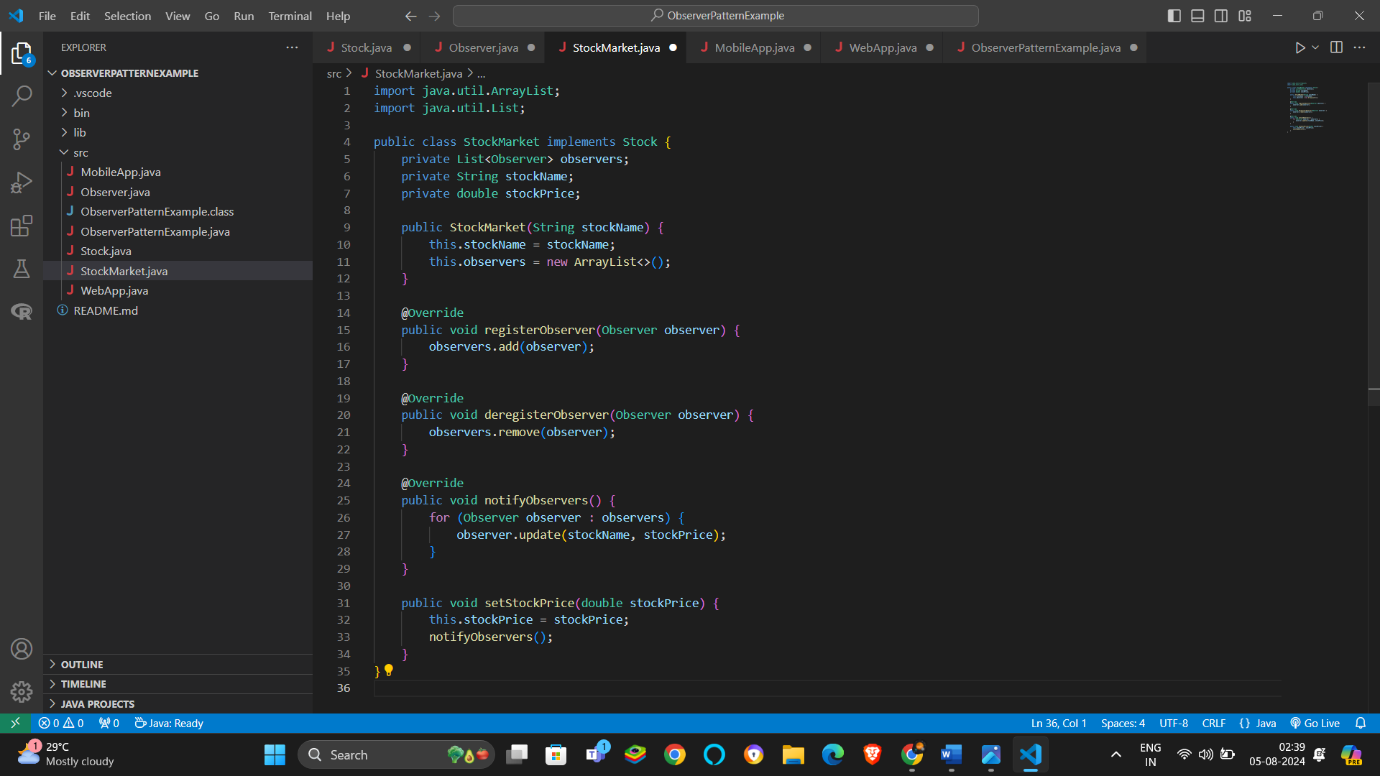 File Edit Selection View Go Run Terminal Help
ObserverPatternExample
EXPLORER
6
OBSERVERPATTERNEXAMPLE
.vscode
bin
lib
src
MobileApp.java
Observer.java
ObserverPatternExample.class
ObserverPatternExample.java
Stock.java
StockMarket.java
WebApp.java
README.md
OUTLINE
TIMELINE
JAVA PROJECTS
Stock.java Observer.java StockMarket.java MobileApp.java WebApp.java ObserverPatternExample.java
src > StockMarket.java > ...
1 import java.util.ArrayList;
2 import java.util.List;
3
4 public class StockMarket implements Stock {
5 private List<Observer> observers;
6 private String stockName;
7 private double stockPrice;
8
9 public StockMarket(String stockName) {
10 this.stockName = stockName;
11 this.observers = new ArrayList<>();
12 }
13
14 @Override
15 public void registerObserver(Observer observer) {
16 observers.add(observer);
17 }
18
19 @Override
20 public void deregisterObserver(Observer observer) {
21 observers.remove(observer);
22 }
23
24 @Override
25 public void notifyObservers() {
26 for (Observer observer : observers) {
27 observer.update(stockName, stockPrice);
28 }
29 }
30
31 public void setStockPrice(double stockPrice) {
32 this.stockPrice = stockPrice;
33 notifyObservers();
34 }
35 }
36
0 0 0 Java: Ready Ln 36, Col 1 Spaces: 4 UTF-8 CRLF {} Java Go Live
1 29°C
Mostly cloudy
Search
1
PRE
ENG
IN
02:39
05-08-2024